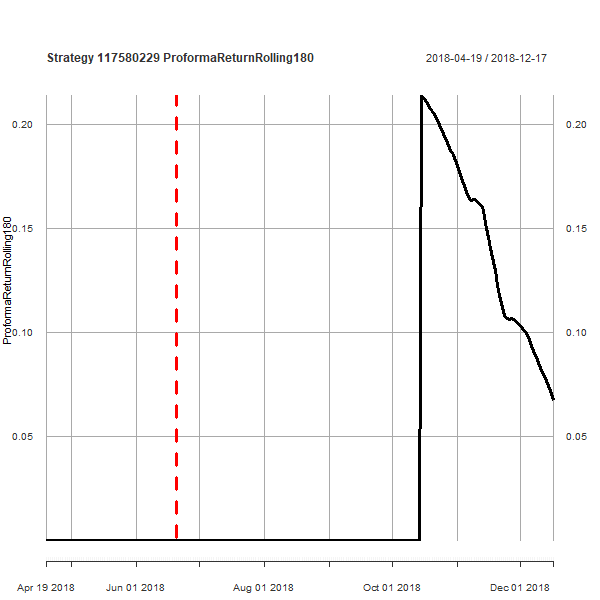 Strategy 117580229 ProformaReturnRolling180
2018-04-19 / 2018-12-17
ProformaReturnRolling180
0.20
0.15
0.10
0.05
0.20
0.15
0.10
0.05
Apr 19 2018
Jun 01 2018
Aug 01 2018
Oct 01 2018
Dec 01 2018